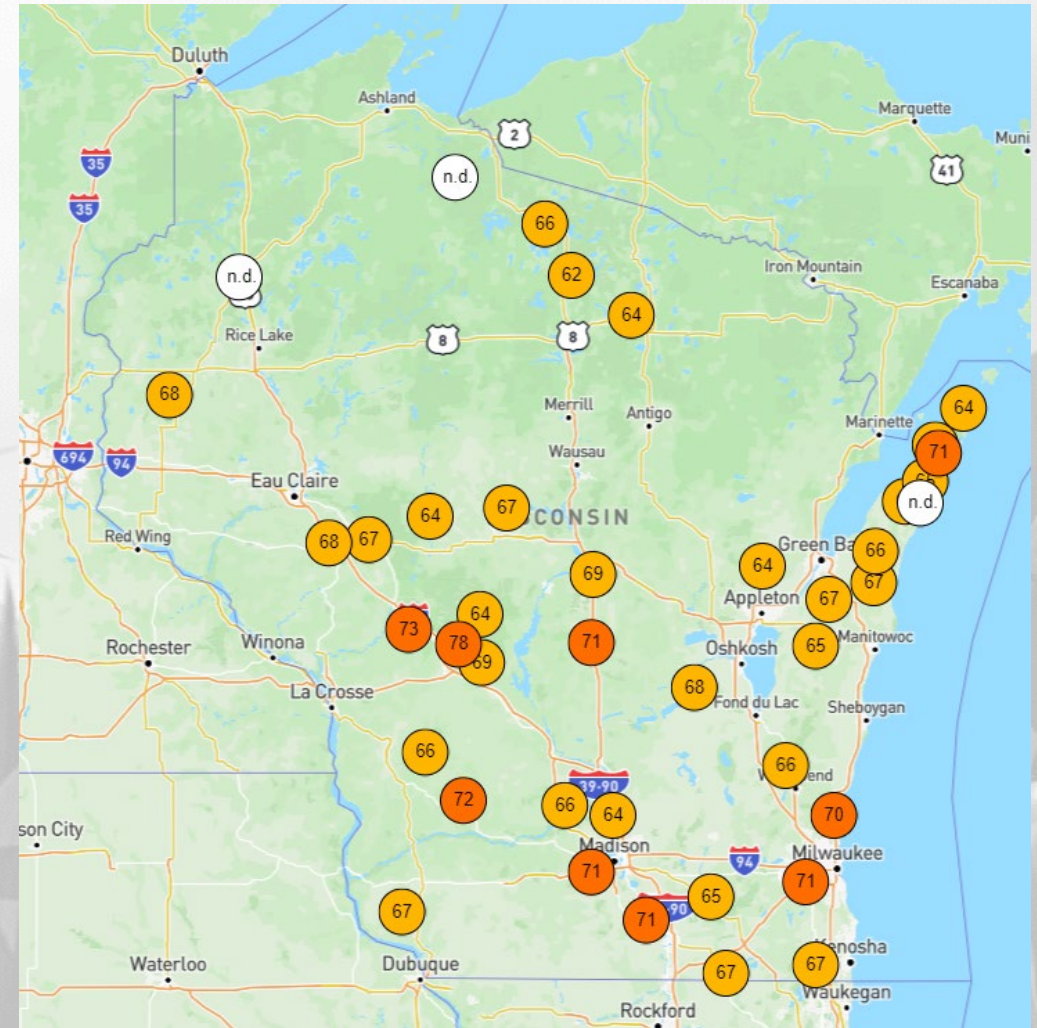 Duluth
Ashland
Marquette
2
Muni
35
41
n.d.
35
66
n.d.
62
Iron Mountain
Escanaba
64
Rice Lake
8
8
68
Merrill
Antigo
64
Marinette
71
694
94
Wausau
Eau Claire
n.d.
67
64
CONSIN
Red Wing
68
67
Green Ba
66
64
69
67
Appleton
67
64
73
78
71
65
Manitowoc
Rochester
Winona
Oshkosh
69
68
La Crosse
Fond du Lac
Sheboygan
66
66
39-90
end
72
66
64
70
son City
Madison
94
Milwaukee
71
71
65
67
71
90
Kenosha
Waterloo
Dubuque
67
67
Waukegan
Rockford